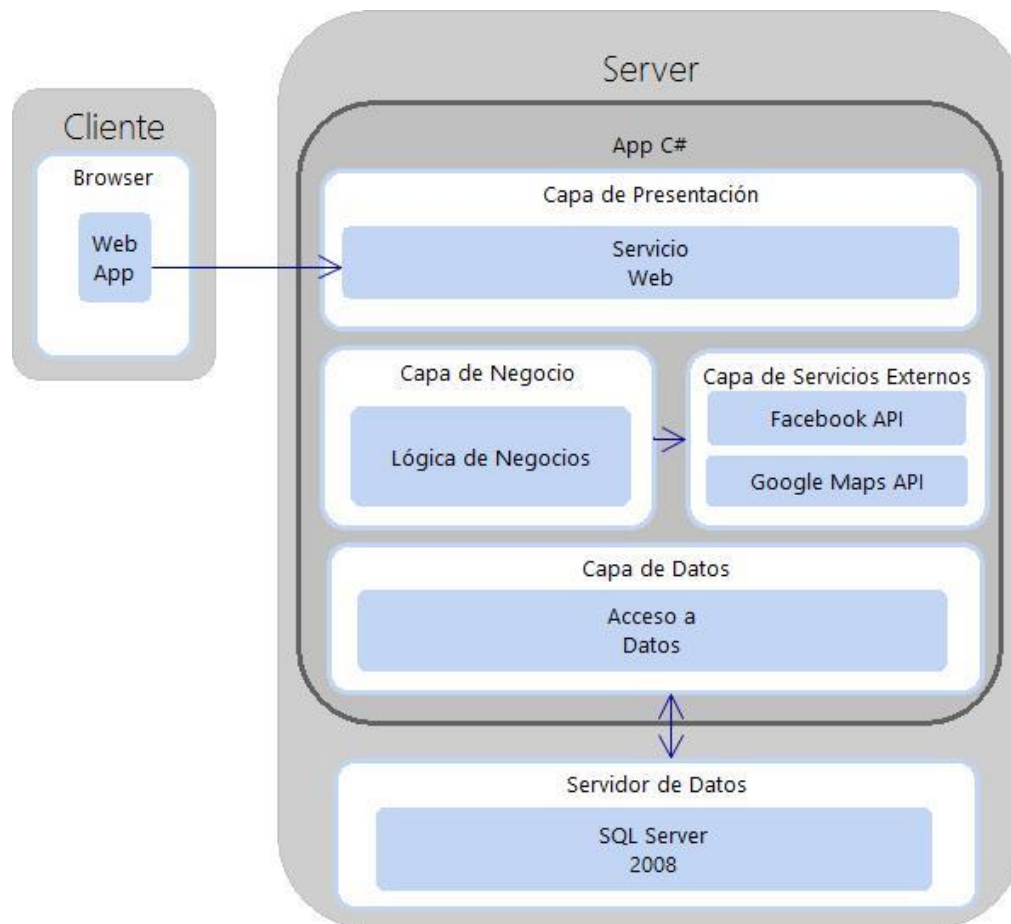 Server
Cliente
App C#
Browser
Capa de Presentación
Web
App
Servicio
Web
Capa de Negocio
Capa de Servicios Externos
Lógica de Negocios
Facebook API
Google Maps API
Capa de Datos
Acceso a
Datos
Servidor de Datos
SQL Server
2008